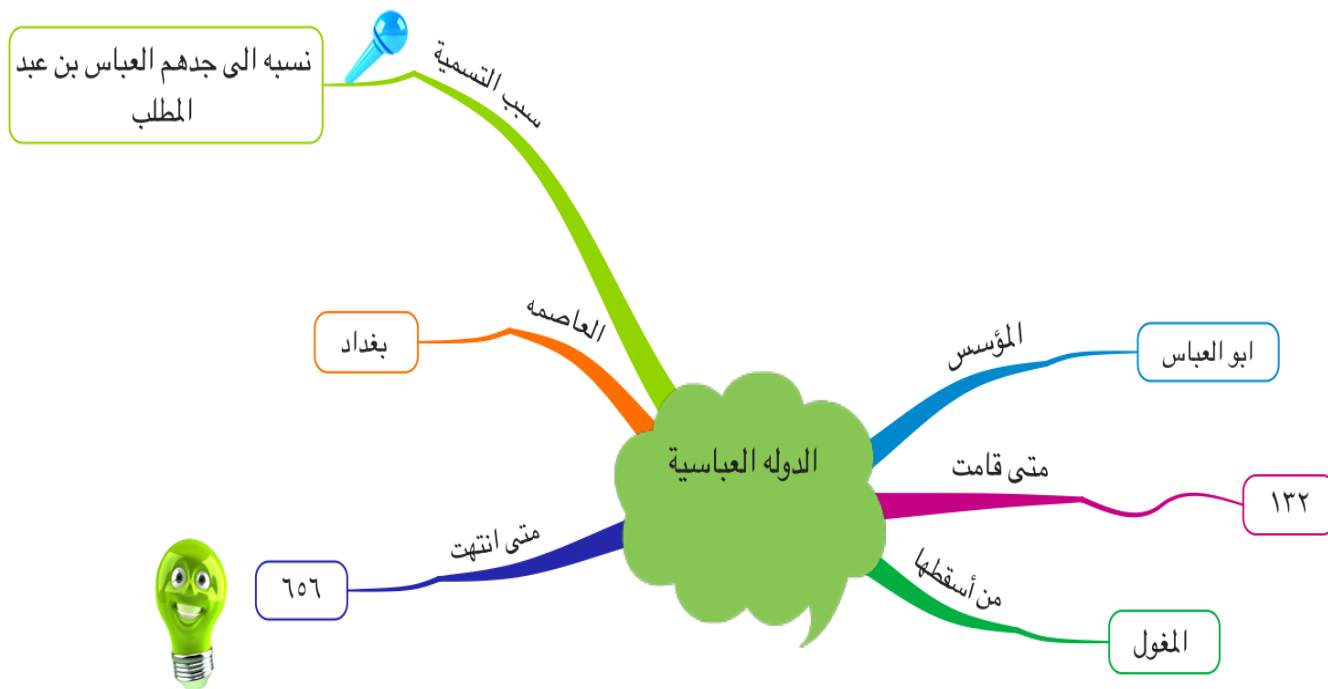 الدوله العباسية
المؤسس
ابو العباس
متى قامت
١٣٢
من أسقطها
المغول
سبب التسمية
نسبه الى جدهم العباس بن عبد
المطلب
العاصمه
بغداد
متى انتهت
٦٥٦